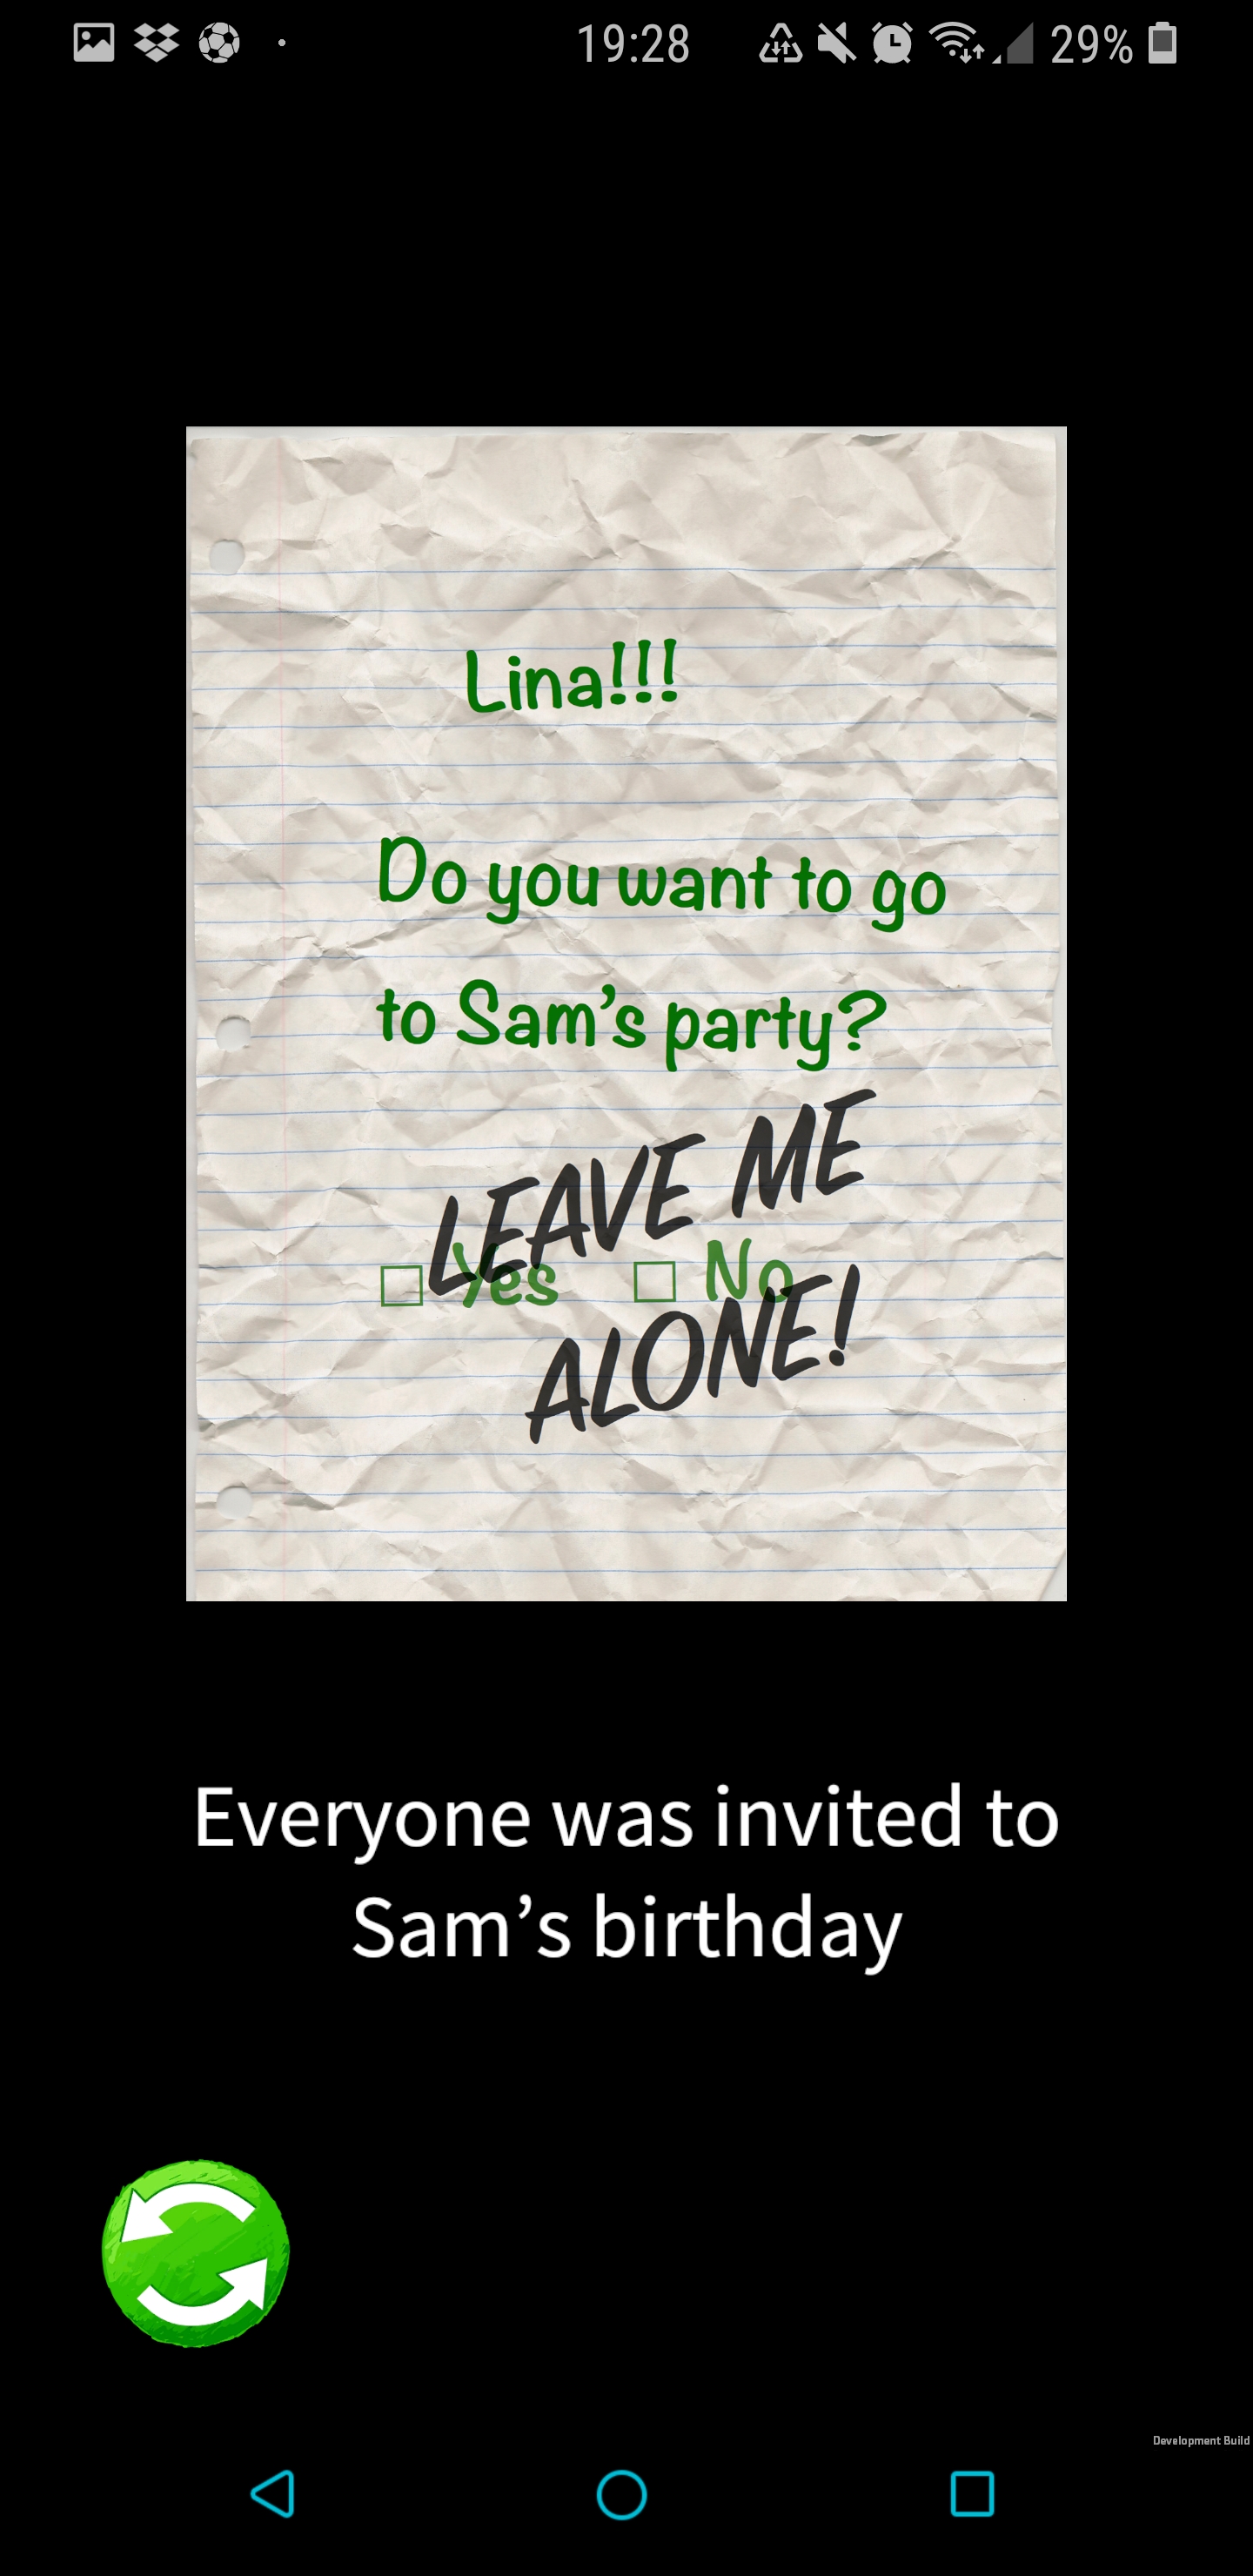 19:28 29%
Lina!!!
Do you want to go
to Sam's party?
LEAVE ME
Yes No
ALONE!
Everyone was invited to
Sam's birthday
Development Build